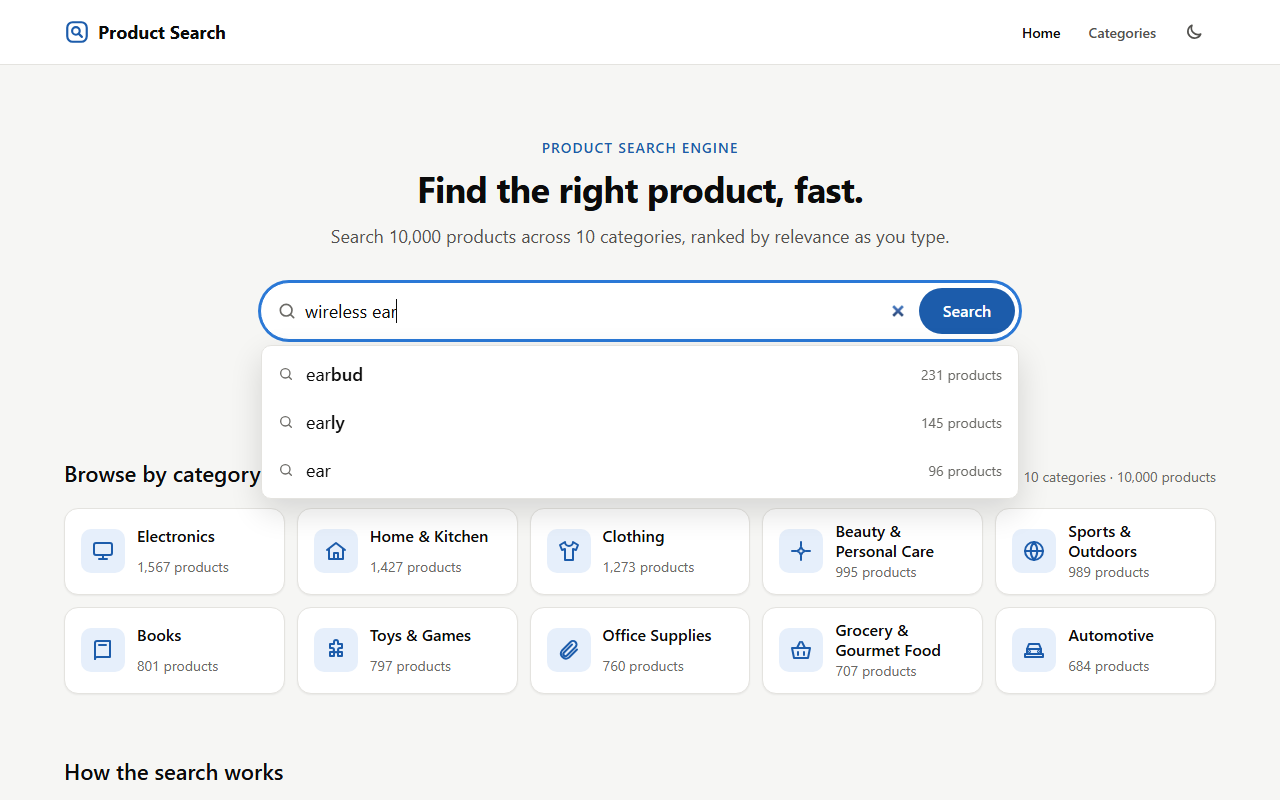 Product Search
Home
Categories
PRODUCT SEARCH ENGINE
Find the right product, fast.
Search 10,000 products across 10 categories, ranked by relevance as you type.
wireless ear
Search
earbud
231 products
early
145 products
ear
96 products
Browse by category
10 categories · 10,000 products
Electronics
1,567 products
Home & Kitchen
1,427 products
Clothing
1,273 products
Beauty &
Personal Care
995 products
Sports &
Outdoors
989 products
Books
801 products
Toys & Games
797 products
Office Supplies
760 products
Grocery &
Gourmet Food
707 products
Automotive
684 products
How the search works